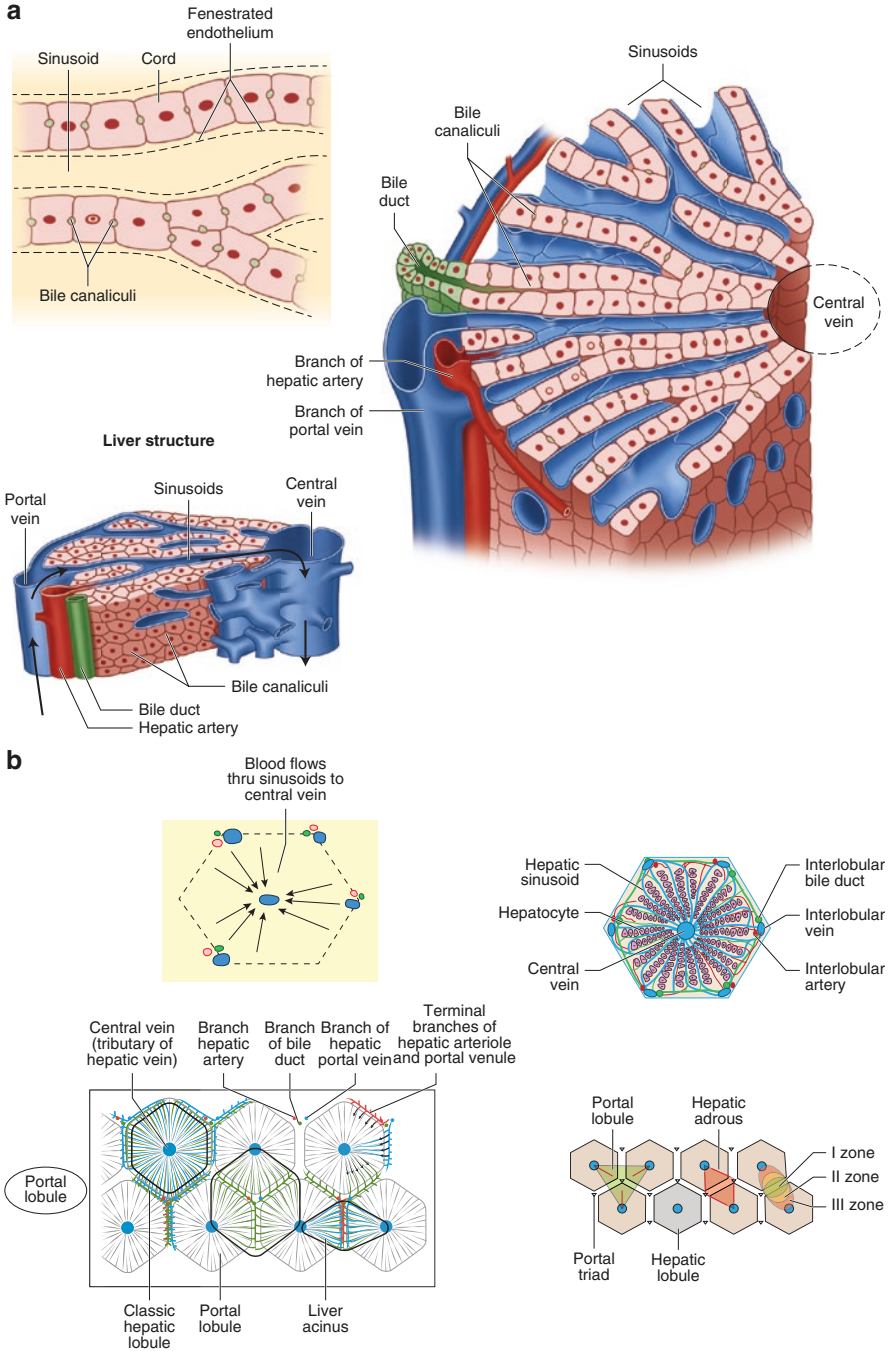 a
Fenestrated
endothelium
Sinusoid
Cord
Bile canaliculi
Sinusoids
Bile
canaliculi
Bile
duct
Central
vein
Branch of
hepatic artery
Branch of
portal vein
Liver structure
Portal
vein
Sinusoids
Central
vein
Bile canaliculi
Bile duct
Hepatic artery
b
Blood flows
thru sinusoids to
central vein
Hepatic
sinusoid
Hepatocyte
Central
vein
Interlobular
bile duct
Interlobular
vein
Interlobular
artery
Central vein
(tributary of
hepatic vein)
Branch
hepatic
artery
Branch
of bile
duct
Branch of
hepatic
portal vein
Terminal
branches of
hepatic arteriole
and portal venule
Portal
lobule
Classic
hepatic
lobule
Portal
lobule
Liver
acinus
Portal
lobule
Hepatic
adrous
I zone
II zone
III zone
Portal
triad
Hepatic
lobule